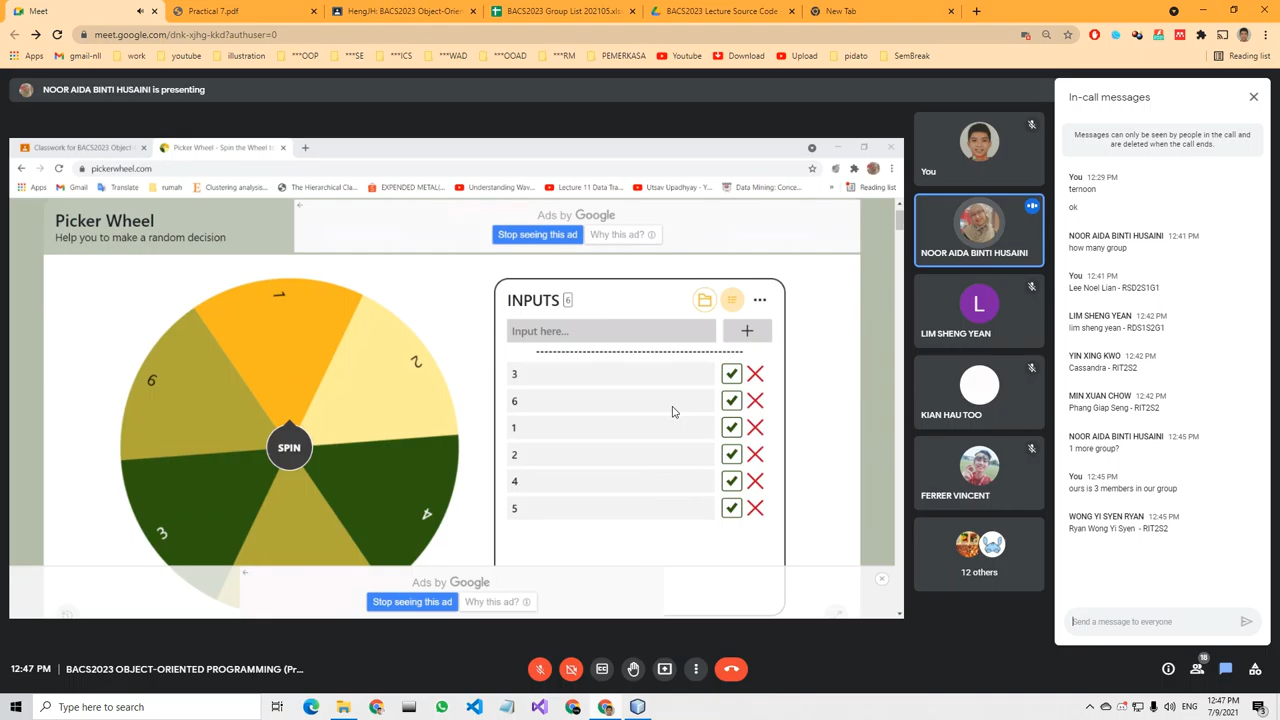 Meet
Practical 7.pdf
HengJH: BACS2023 Object-Orien
BACS2023 Group List 202105.xls
BACS2023 Lecture Source Code
New Tab
meet.google.com/dnk-xjhg-kkd?authuser=0
Apps
gmail-nll
work
youtube
illustration
***OOP
***SE
***ICS
***WAD
***OOAD
***RM
PEMERKASA
Youtube
Download
Upload
pidato
SemBreak
Reading list
NOOR AIDA BINTI HUSAINI is presenting
Classwork for BACS2023 Object
Picker Wheel - Spin the Wheel t
pickerwheel.com
Apps
Gmail
Translate
rumah
Clustering analysis...
The Hierarchical Cla...
EXPENDED METAL(...
Understanding Wav...
Lecture 11 Data Tra...
Utsav Upadhyay - Y...
Data Mining: Conce...
»
Reading list
Picker Wheel
Help you to make a random decision
Ads by Google
Stop seeing this ad
Why this ad?
1
2
6
3
4
SPIN
INPUTS 6
Input here...
3
6
1
2
4
5
Ads by Google
Stop seeing this ad
Why this ad?
You
NOOR AIDA BINTI HUSAINI
L
LIM SHENG YEAN
KIAN HAU TOO
FERRER VINCENT
12 others
In-call messages
Messages can only be seen by people in the call and
are deleted when the call ends.
You 12:29 PM
ternoon
ok
NOOR AIDA BINTI HUSAINI 12:41 PM
how many group
You 12:41 PM
Lee Noel Lian - RSD2S1G1
LIM SHENG YEAN 12:42 PM
lim sheng yean - RDS1S2G1
YIN XING KWO 12:42 PM
Cassandra - RIT2S2
MIN XUAN CHOW 12:42 PM
Phang Giap Seng - RIT2S2
NOOR AIDA BINTI HUSAINI 12:45 PM
1 more group?
You 12:45 PM
ours is 3 members in our group
WONG YI SYEN RYAN 12:45 PM
Ryan Wong Yi Syen - RIT2S2
Send a message to everyone
12:47 PM
BACS2023 OBJECT-ORIENTED PROGRAMMING (Pr...
18
Type here to search
ENG
12:47 PM
7/9/2021
3